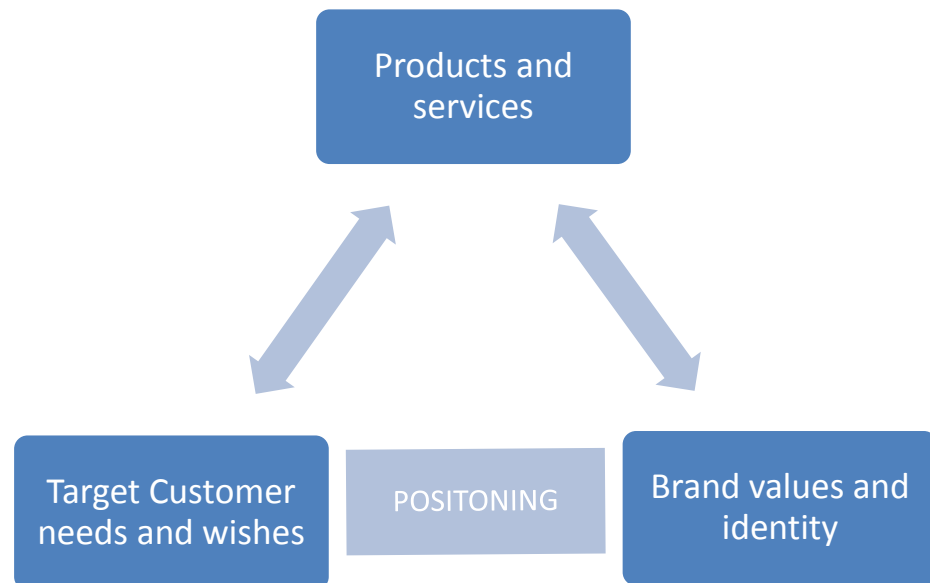 Products and
services
Target Customer
needs and wishes
POSITONING
Brand values and
identity